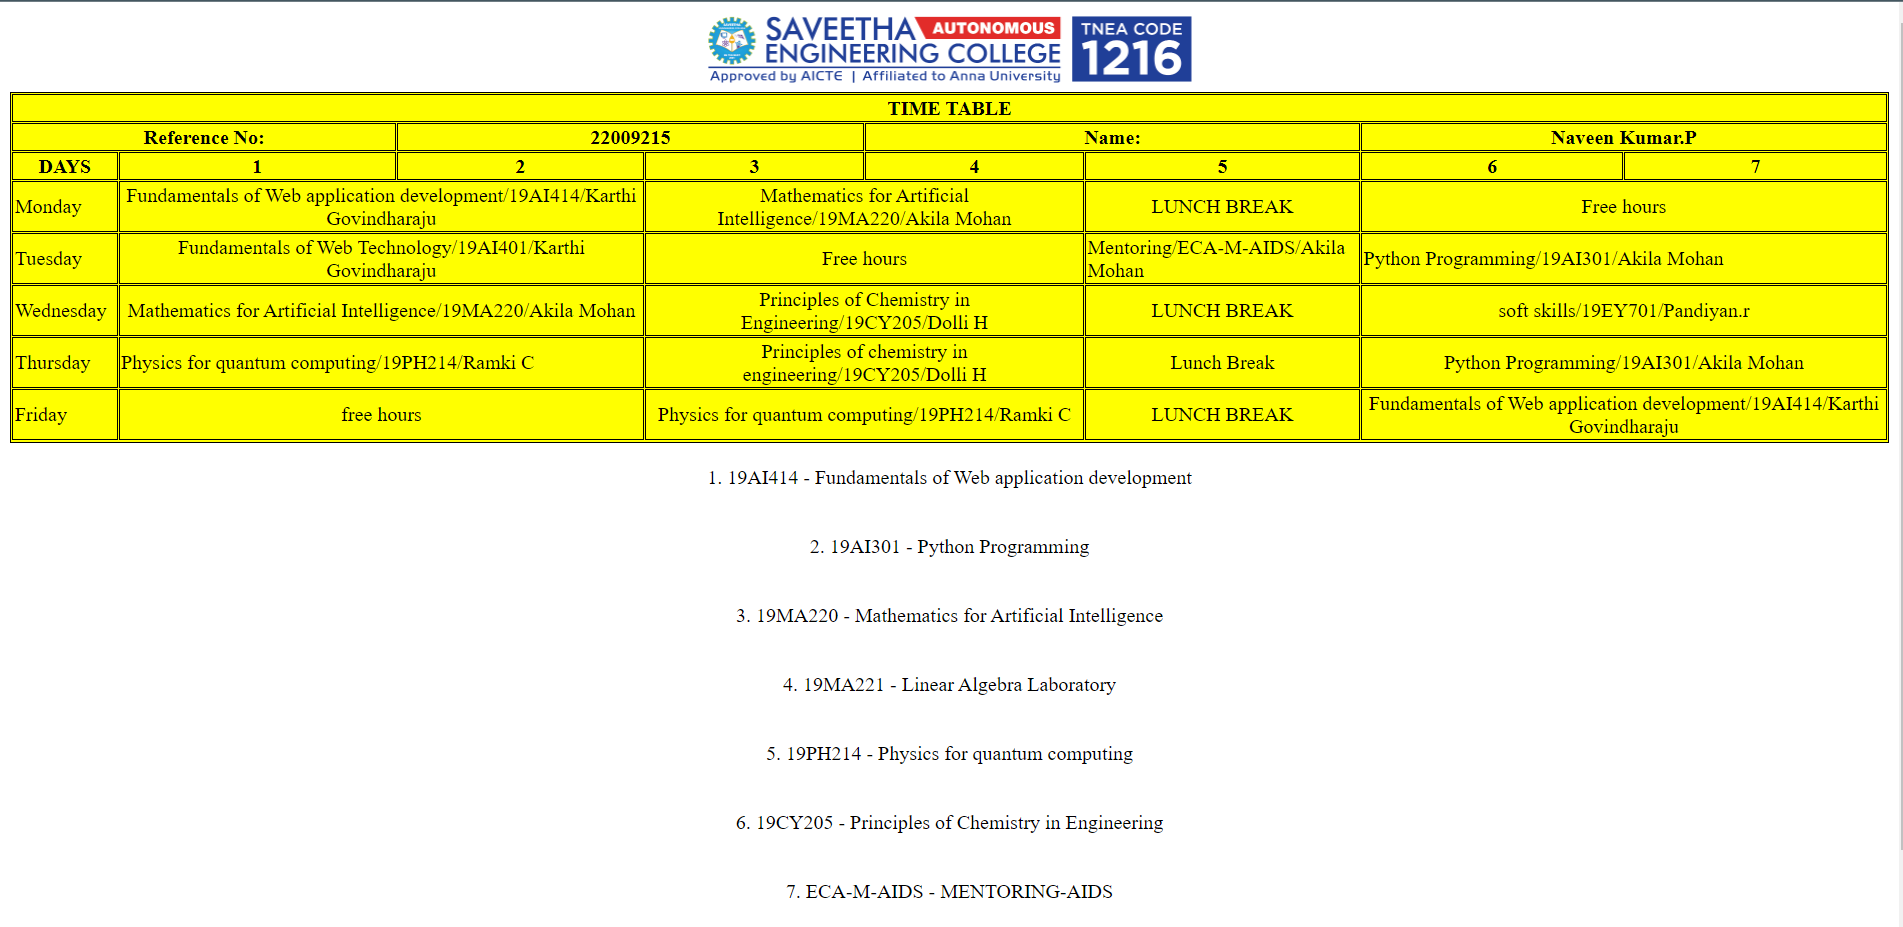 SAVEETHA AUTONOMOUS
ENGINEERING COLLEGE
Approved by AICTE | Affiliated to Anna University
TNEA CODE
1216
TIME TABLE
Reference No: 22009215 Name: Naveen Kumar.P
DAYS 1 2 3 4 5 6 7
Monday
Fundamentals of Web application development/19AI414/Karthi
Govindharaju
Mathematics for Artificial
Intelligence/19MA220/Akila Mohan
LUNCH BREAK
Free hours
Tuesday
Fundamentals of Web Technology/19AI401/Karthi
Govindharaju
Free hours
Mentoring/ECA-M-AIDS/Akila
Mohan
Python Programming/19AI301/Akila Mohan
Wednesday
Mathematics for Artificial Intelligence/19MA220/Akila Mohan
Principles of Chemistry in
Engineering/19CY205/Dolli H
LUNCH BREAK
soft skills/19EY701/Pandiyan.r
Thursday
Physics for quantum computing/19PH214/Ramki C
Principles of chemistry in
engineering/19CY205/Dolli H
Lunch Break
Python Programming/19AI301/Akila Mohan
Friday
free hours
Physics for quantum computing/19PH214/Ramki C
LUNCH BREAK
Fundamentals of Web application development/19AI414/Karthi
Govindharaju
1. 19AI414 - Fundamentals of Web application development
2. 19AI301 - Python Programming
3. 19MA220 - Mathematics for Artificial Intelligence
4. 19MA221 - Linear Algebra Laboratory
5. 19PH214 - Physics for quantum computing
6. 19CY205 - Principles of Chemistry in Engineering
7. ECA-M-AIDS - MENTORING-AIDS